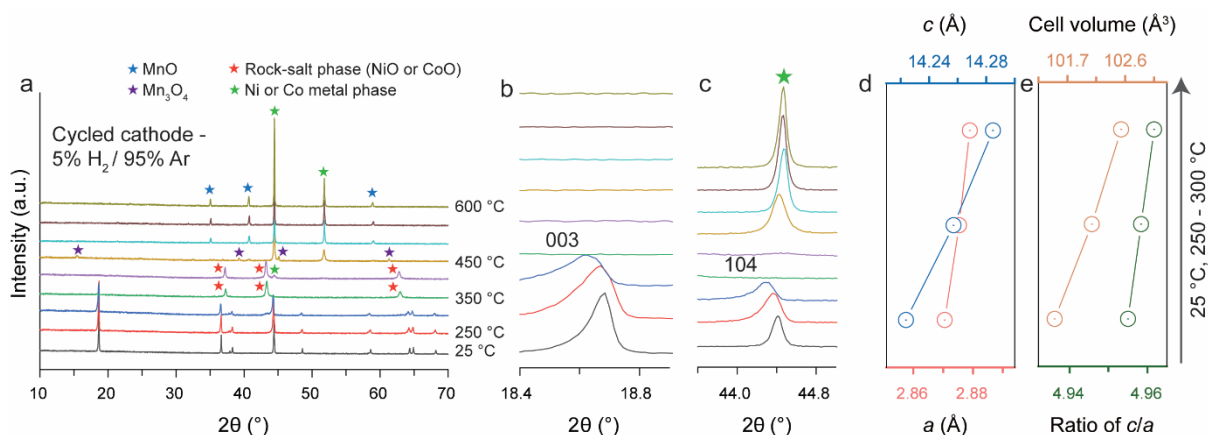 a
★ MnO
★ Mn3O4
★ Rock-salt phase (NiO or CoO)
★ Ni or Co metal phase
Cycled cathode -
5% H2 / 95% Ar
600 °C
450 °C
350 °C
250 °C
25 °C
Intensity (a.u.)
10 20 30 40 50 60 70
2θ (°)
b
003
18.4 18.8
2θ (°)
c
104
44.0 44.8
2θ (°)
d
c (Å)
14.24 14.28
2.86 2.88
a (Å)
e
Cell volume (Å³)
101.7 102.6
4.94 4.96
Ratio of c/a
25 °C, 250 - 300 °C